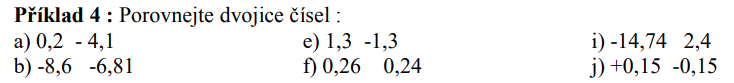 Příklad 4 : Porovnejte dvojice čísel :
a) 0,2  - 4,1  e) 1,3  -1,3  i) -14,74  2,4
b) -8,6  -6,81  f) 0,26  0,24  j) +0,15  -0,15